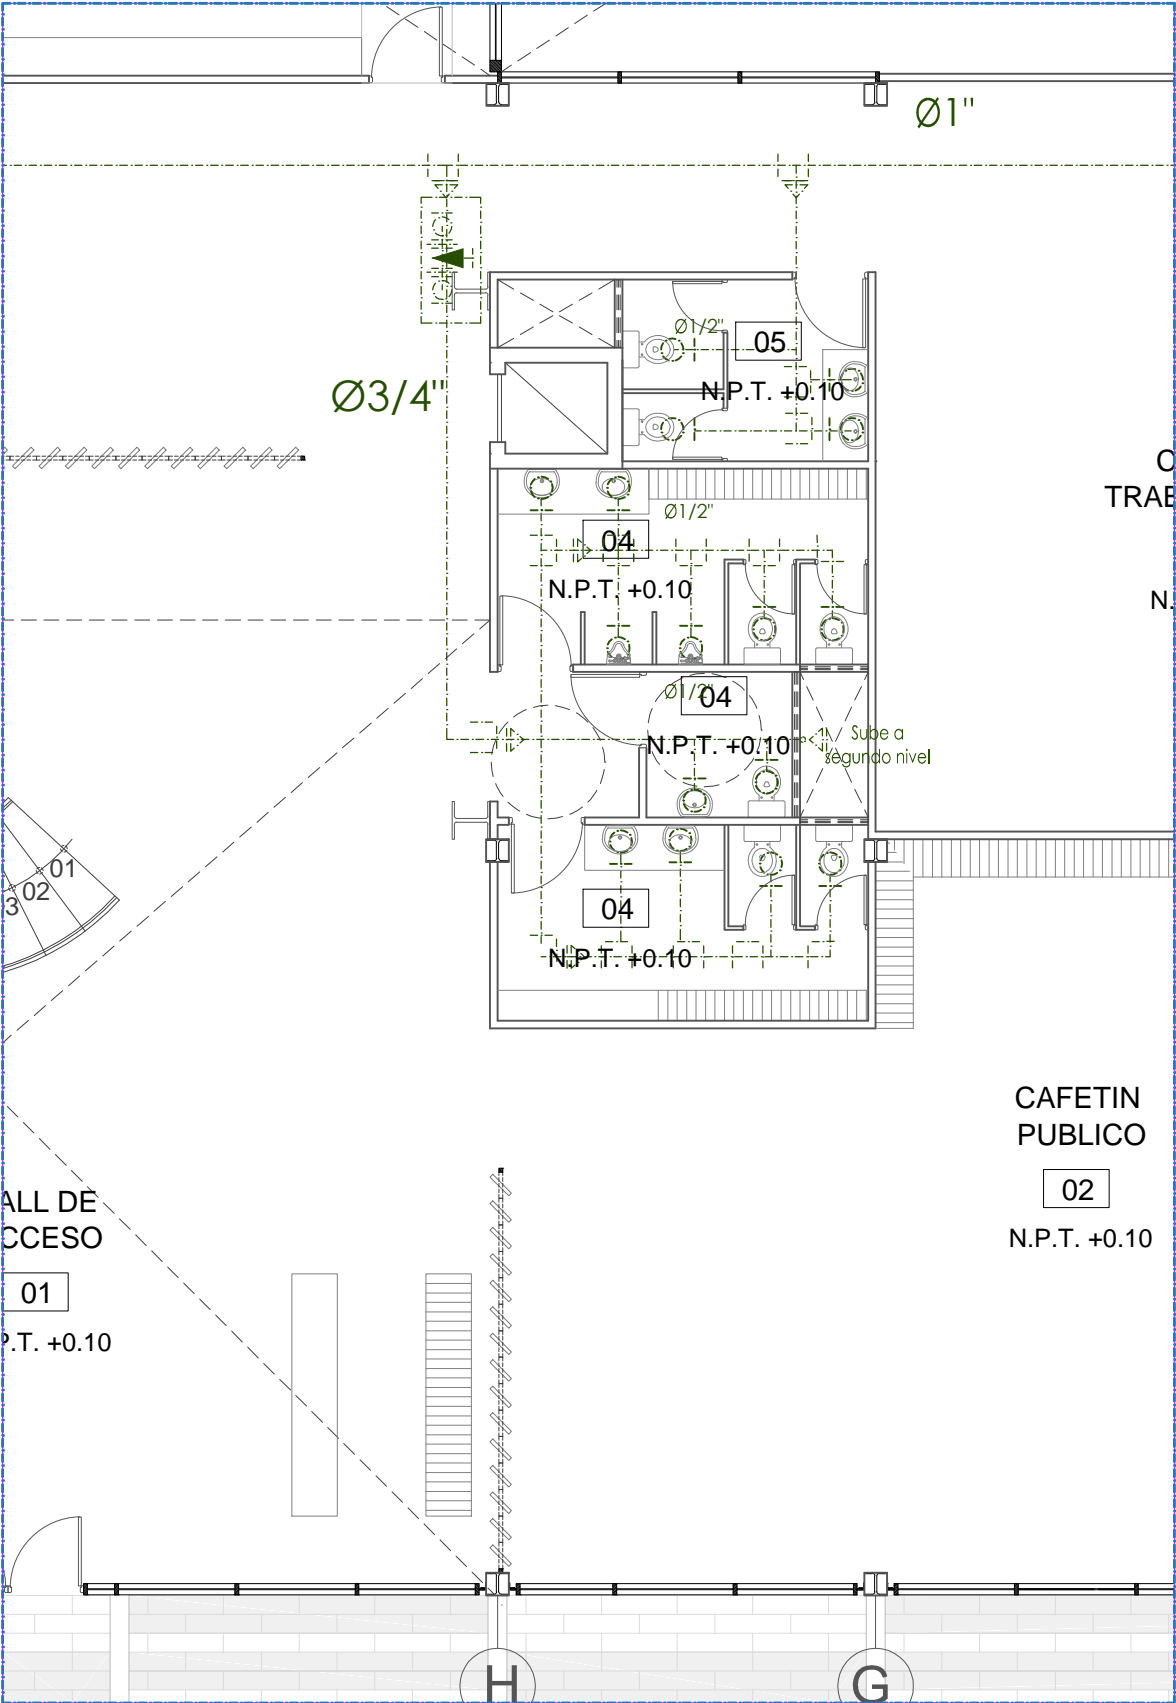 Ø1"
Ø1/2"
05
N.P.T. +0.10
Ø3/4"
Ø1/2"
04
N.P.T. +0.10
Ø1/2"
04
N.P.T. +0.10
Sube a
segundo nivel
04
N.P.T. +0.10
01
02
3
CAFETIN
PUBLICO
02
N.P.T. +0.10
ALL DE
CCESO
01
P.T. +0.10
TRAB
N.
H
G